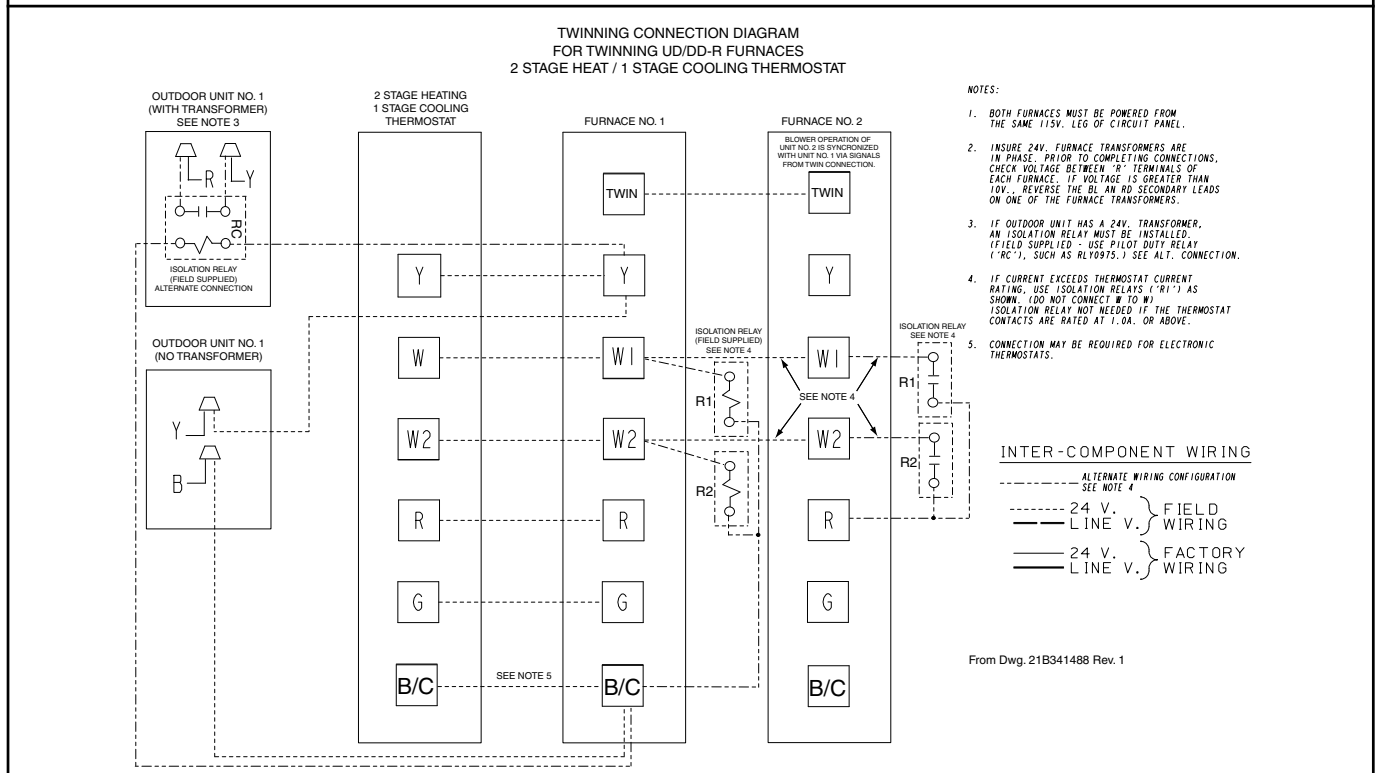 TWINNING CONNECTION DIAGRAM
FOR TWINNING UD/DD-R FURNACES
2 STAGE HEAT / 1 STAGE COOLING THERMOSTAT
OUTDOOR UNIT NO. 1
(WITH TRANSFORMER)
SEE NOTE 3
R
Y
RC
ISOLATION RELAY
(FIELD SUPPLIED)
ALTERNATE CONNECTION
OUTDOOR UNIT NO. 1
(NO TRANSFORMER)
Y
B
2 STAGE HEATING
1 STAGE COOLING
THERMOSTAT
Y
W
W2
R
G
B/C
SEE NOTE 5
FURNACE NO. 1
TWIN
Y
W1
W2
R
G
B/C
ISOLATION RELAY
(FIELD SUPPLIED)
SEE NOTE 4
R1
R2
FURNACE NO. 2
BLOWER OPERATION OF
UNIT NO. 2 IS SYNCRONIZED
WITH UNIT NO. 1 VIA SIGNALS
FROM TWIN CONNECTION.
TWIN
Y
W1
SEE NOTE 4
W2
R
G
B/C
ISOLATION RELAY
SEE NOTE 4
R1
R2
NOTES:
1. BOTH FURNACES MUST BE POWERED FROM
THE SAME 115V. LEG OF CIRCUIT PANEL.
2. INSURE 24V. FURNACE TRANSFORMERS ARE
IN PHASE. PRIOR TO COMPLETING CONNECTIONS,
CHECK VOLTAGE BETWEEN 'R' TERMINALS OF
EACH FURNACE. IF VOLTAGE IS GREATER THAN
10V., REVERSE THE BL AN RD SECONDARY LEADS
ON ONE OF THE FURNACE TRANSFORMERS.
3. IF OUTDOOR UNIT HAS A 24V. TRANSFORMER,
AN ISOLATION RELAY MUST BE INSTALLED.
(FIELD SUPPLIED - USE PILOT DUTY RELAY
('RC'), SUCH AS RLY0975.) SEE ALT. CONNECTION.
4. IF CURRENT EXCEEDS THERMOSTAT CURRENT
RATING, USE ISOLATION RELAYS ('R1') AS
SHOWN. (DO NOT CONNECT W TO W)
ISOLATION RELAY NOT NEEDED IF THE THERMOSTAT
CONTACTS ARE RATED AT 1.0A. OR ABOVE.
5. CONNECTION MAY BE REQUIRED FOR ELECTRONIC
THERMOSTATS.
INTER-COMPONENT WIRING
ALTERNATE WIRING CONFIGURATION
SEE NOTE 4
24 V. FIELD
LINE V. WIRING
24 V. FACTORY
LINE V. WIRING
From Dwg. 21B341488 Rev. 1